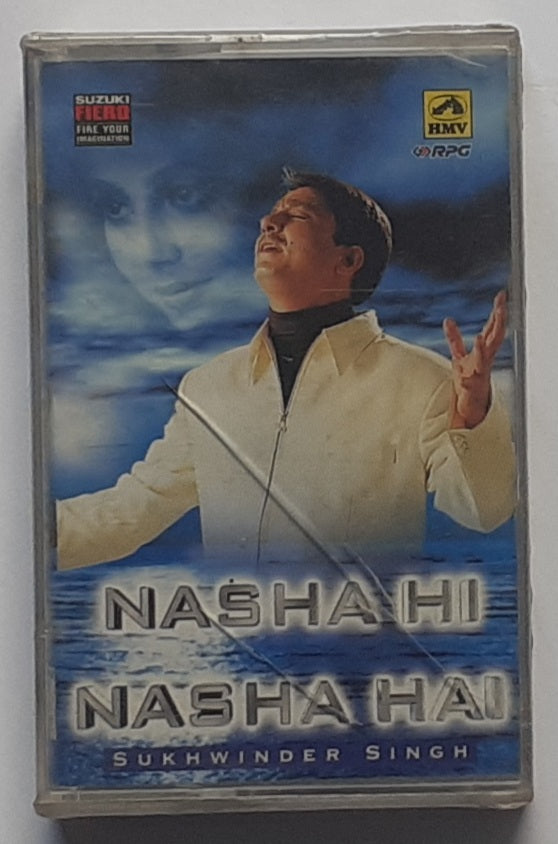 SUZUKI
FIERO
FIRE YOUR
IMAGINATION
HMV
RPG
NASHA HI
NASHA HAI
SUKHWINDER SINGH